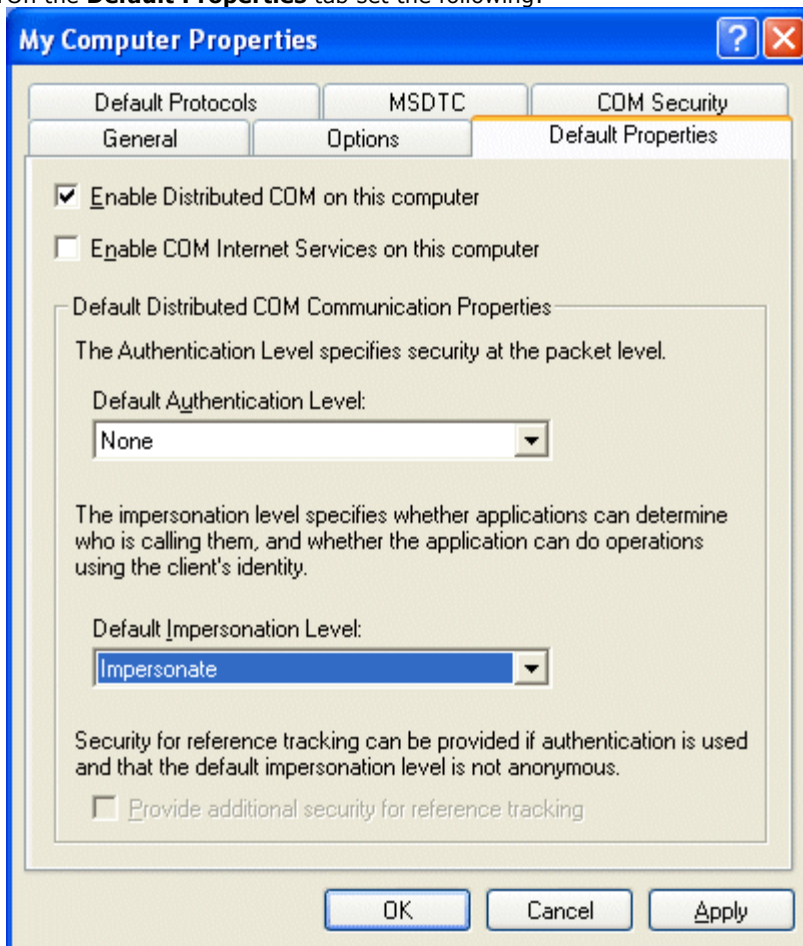 On the Default Properties tab set the following:
My Computer Properties
Default Protocols MSDTC COM Security
General Options Default Properties
Enable Distributed COM on this computer
Enable COM Internet Services on this computer
Default Distributed COM Communication Properties
The Authentication Level specifies security at the packet level.
Default Authentication Level:
None
The impersonation level specifies whether applications can determine
who is calling them, and whether the application can do operations
using the client's identity.
Default Impersonation Level:
Impersonate
Security for reference tracking can be provided if authentication is used
and that the default impersonation level is not anonymous.
Provide additional security for reference tracking
OK Cancel Apply